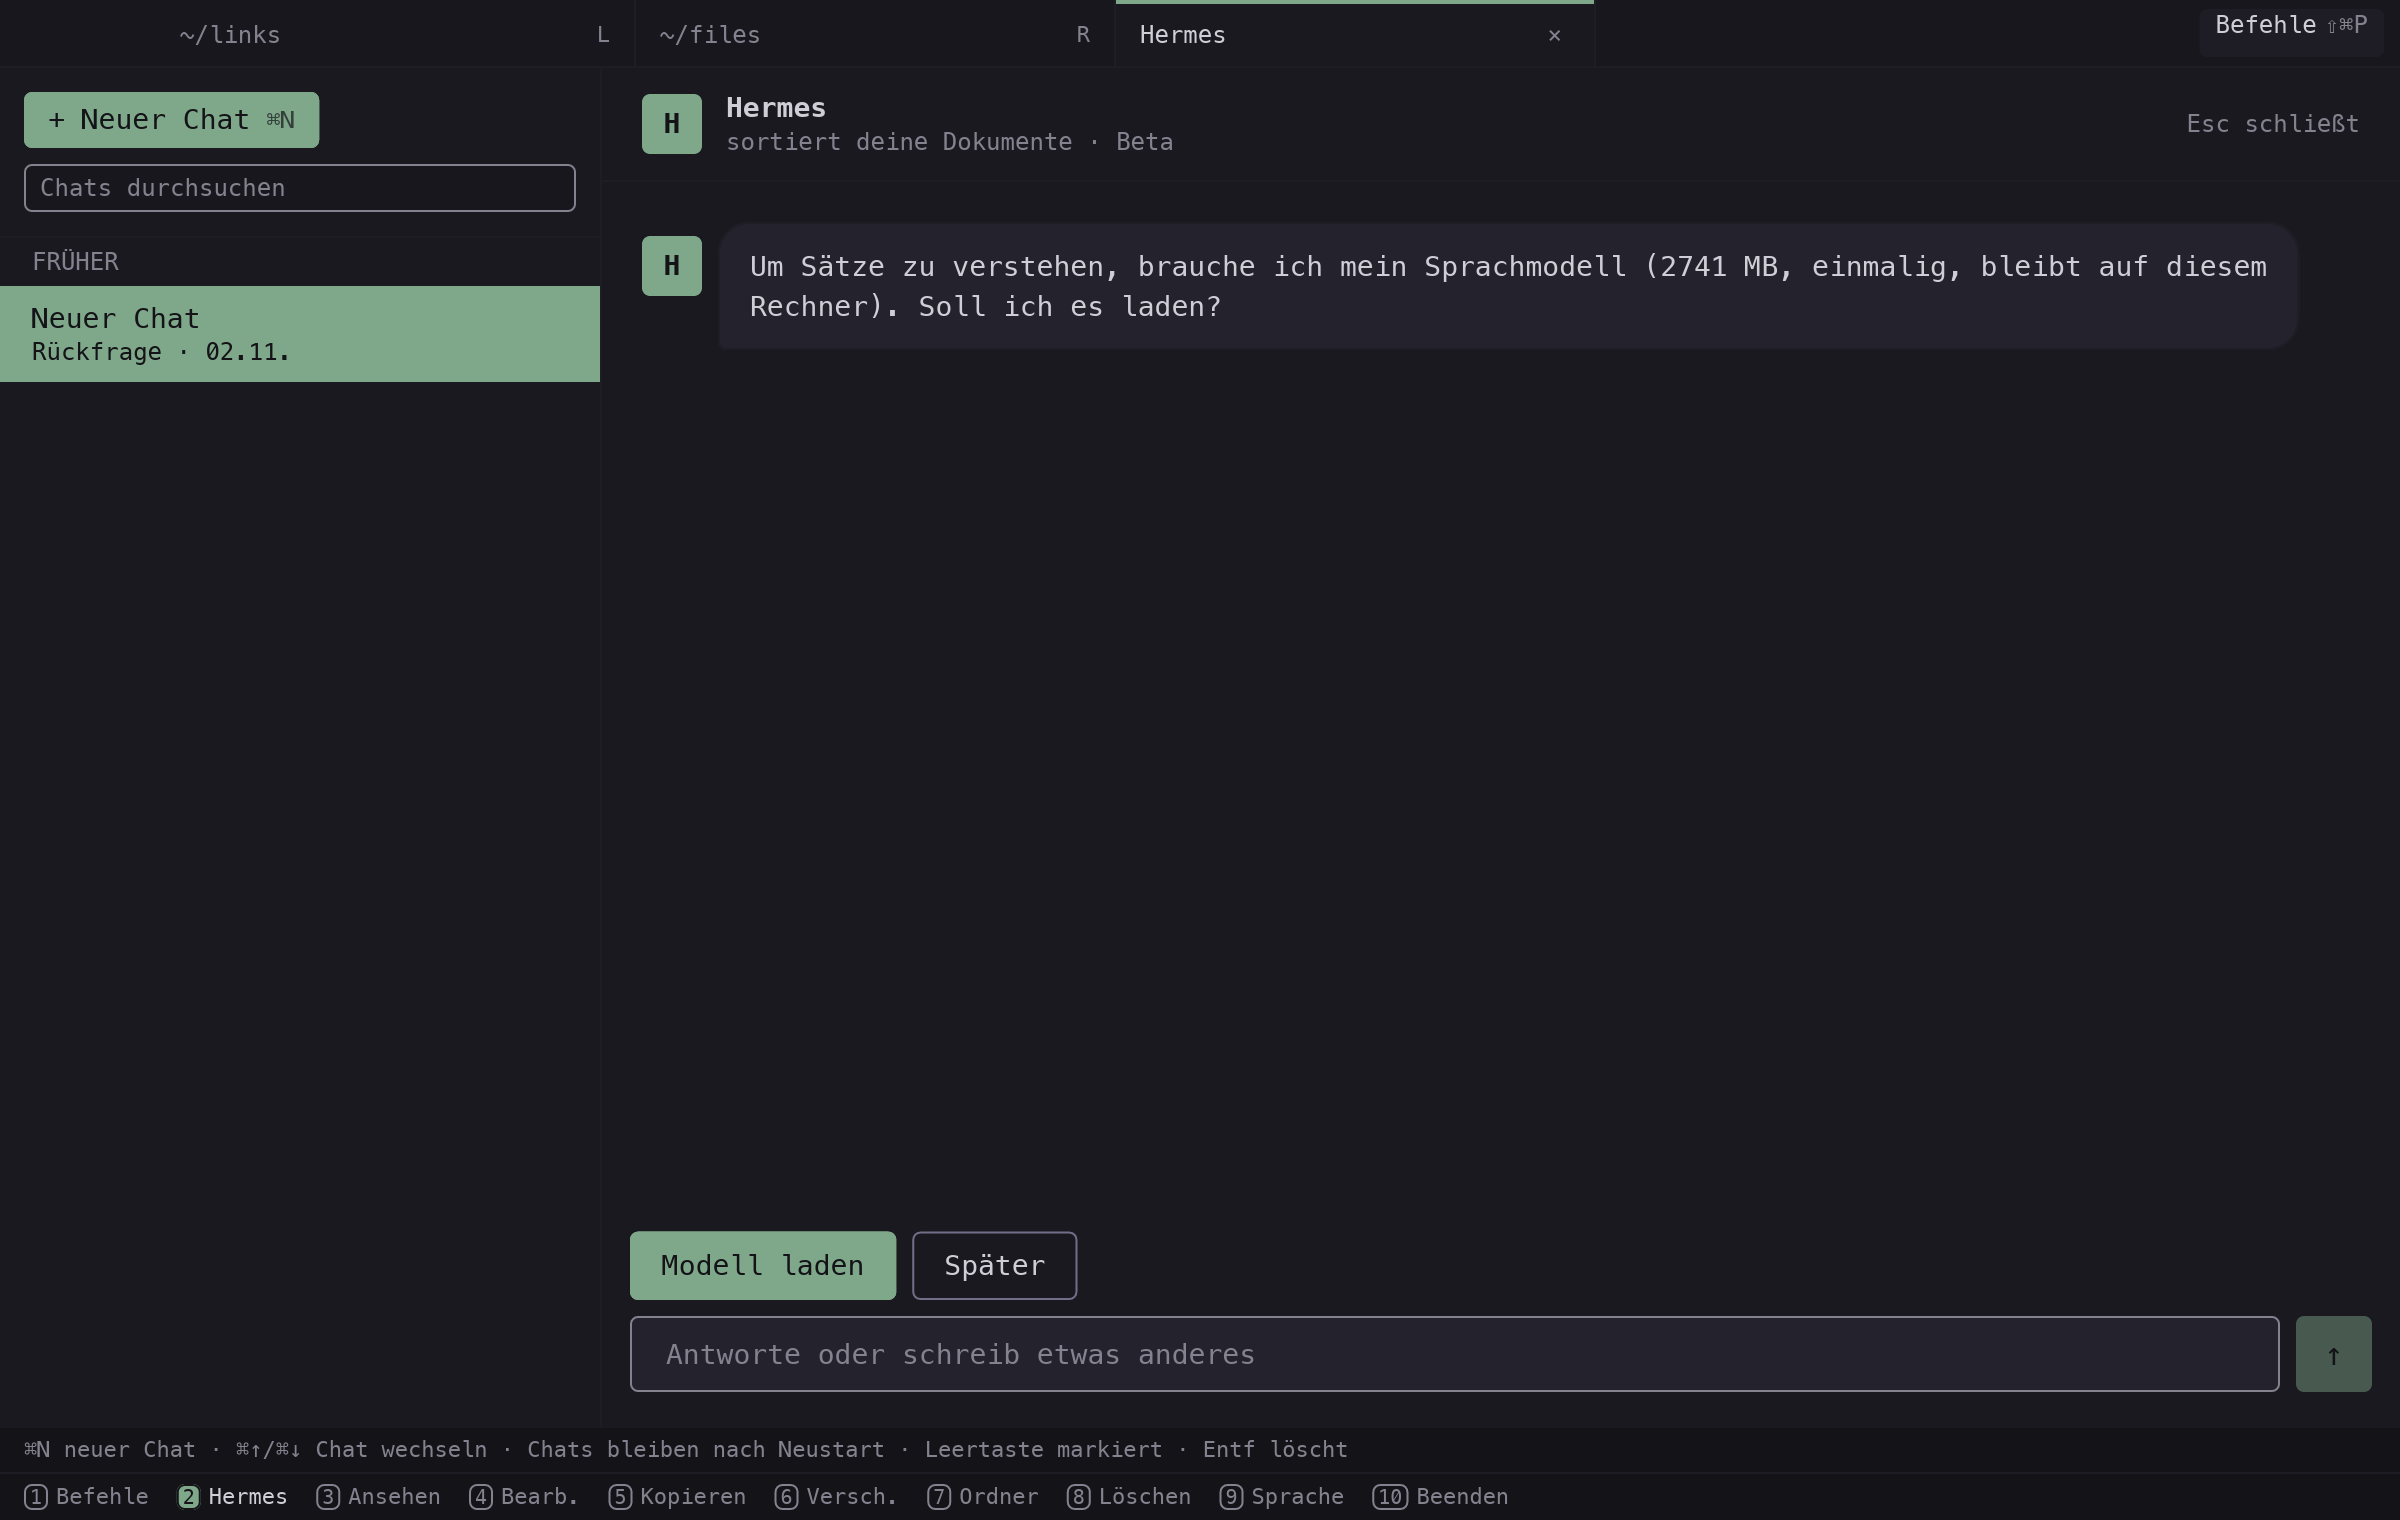 ~/links L ~/files R Hermes × Befehle ⇧⌘P
+ Neuer Chat ⌘N
Chats durchsuchen
FRÜHER
Neuer Chat
Rückfrage · 02.11.
H Hermes
sortiert deine Dokumente · Beta
Esc schließt
H
Um Sätze zu verstehen, brauche ich mein Sprachmodell (2741 MB, einmalig, bleibt auf diesem
Rechner). Soll ich es laden?
Modell laden Später
Antworte oder schreib etwas anderes ↑
⌘N neuer Chat · ⌘↑/⌘↓ Chat wechseln · Chats bleiben nach Neustart · Leertaste markiert · Entf löscht
1 Befehle 2 Hermes 3 Ansehen 4 Bearb. 5 Kopieren 6 Versch. 7 Ordner 8 Löschen 9 Sprache 10 Beenden